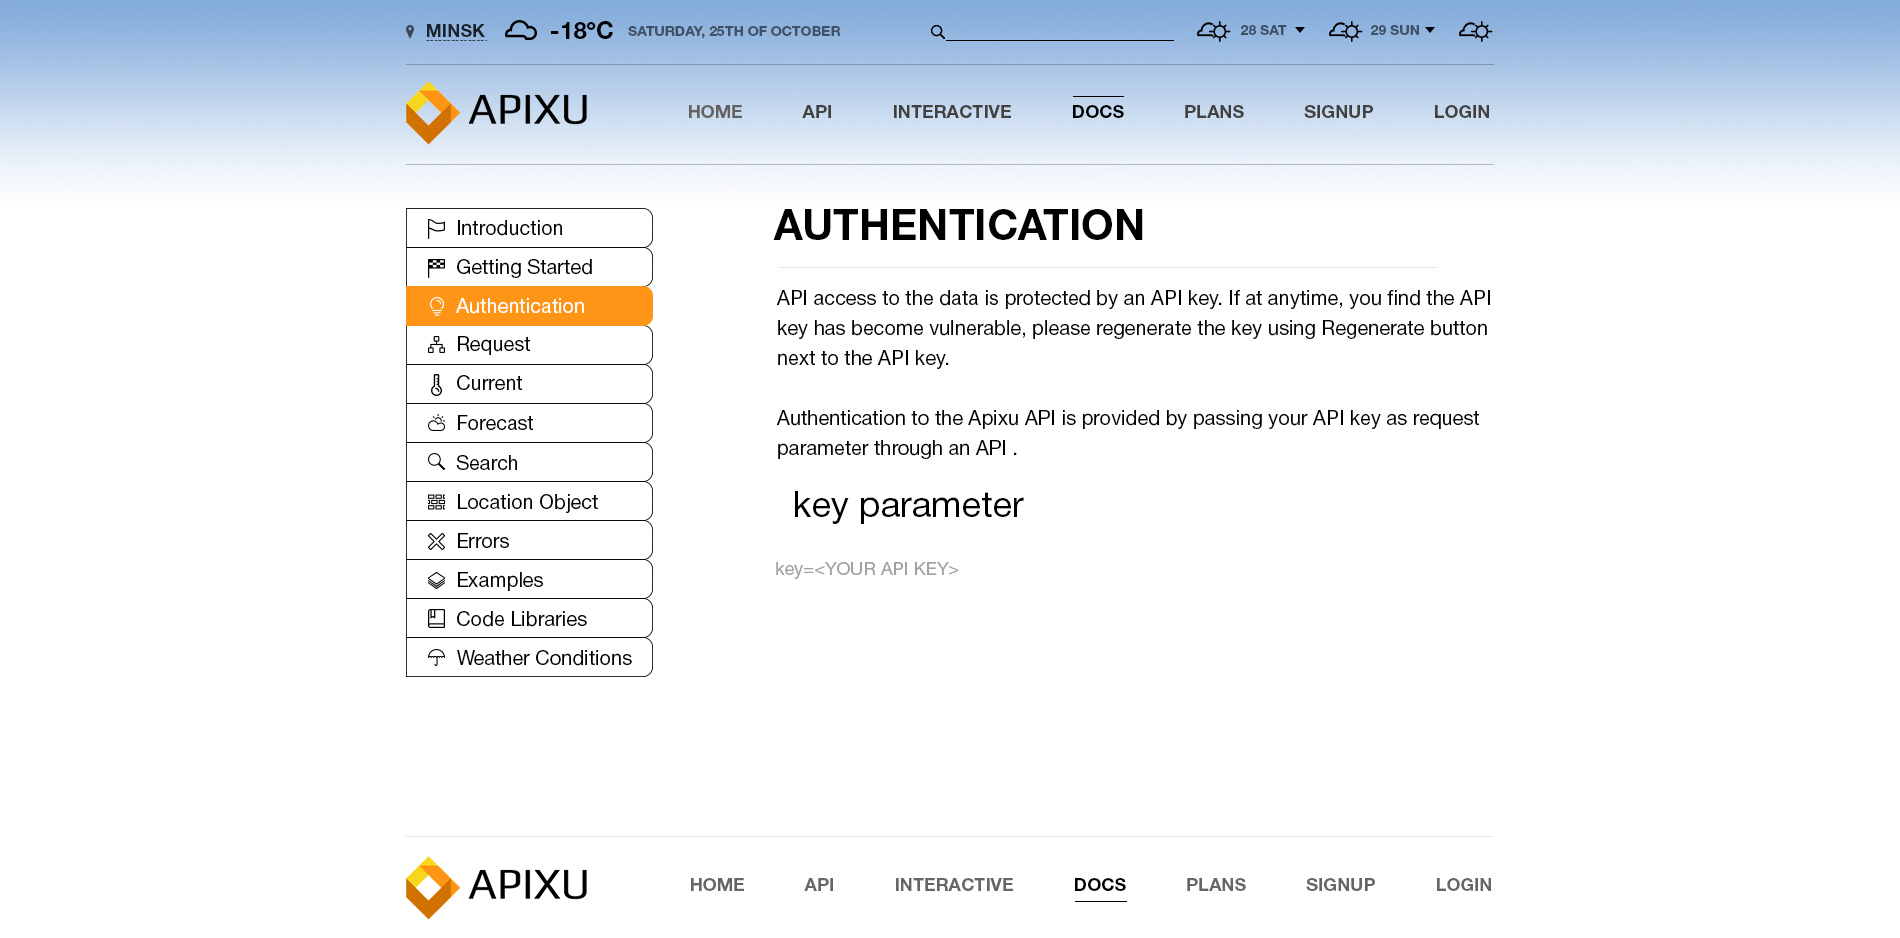 MINSK -18°C SATURDAY, 25TH OF OCTOBER 28 SAT 29 SUN
APIXU HOME API INTERACTIVE DOCS PLANS SIGNUP LOGIN
Introduction
Getting Started
Authentication
Request
Current
Forecast
Search
Location Object
Errors
Examples
Code Libraries
Weather Conditions
AUTHENTICATION
API access to the data is protected by an API key. If at anytime, you find the API
key has become vulnerable, please regenerate the key using Regenerate button
next to the API key.
Authentication to the Apixu API is provided by passing your API key as request
parameter through an API .
key parameter
key=<YOUR API KEY>
APIXU HOME API INTERACTIVE DOCS PLANS SIGNUP LOGIN